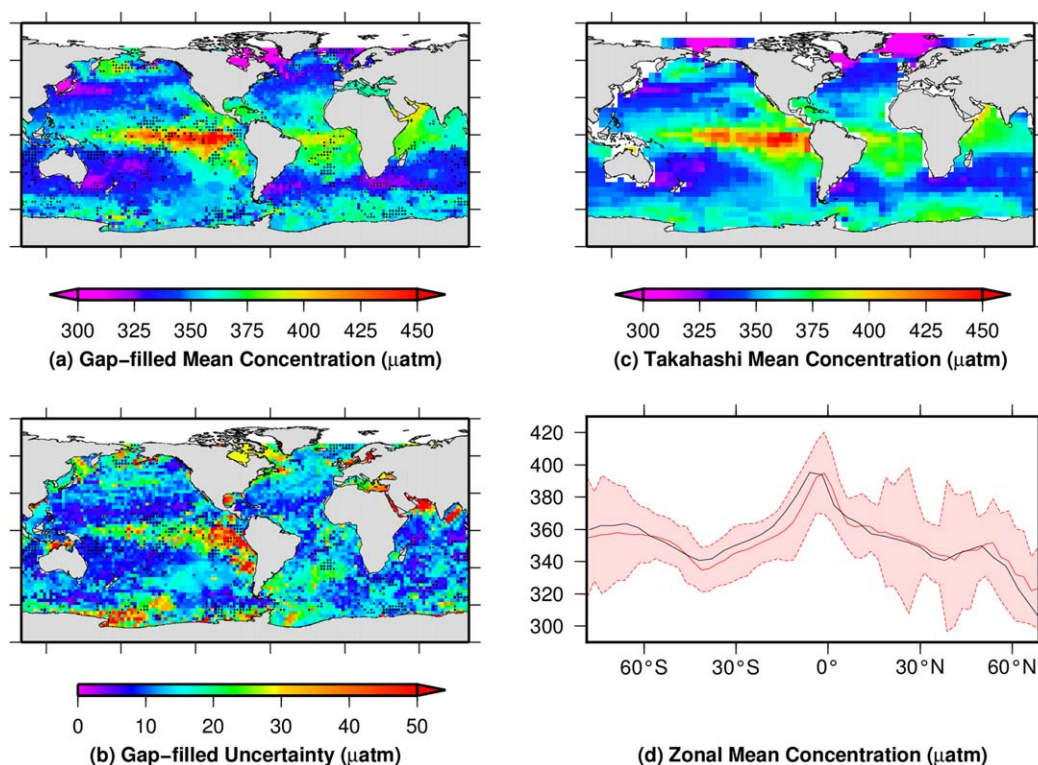 300 325 350 375 400 425 450
(a) Gap−filled Mean Concentration (μatm)
300 325 350 375 400 425 450
(c) Takahashi Mean Concentration (μatm)
0 10 20 30 40 50
(b) Gap−filled Uncertainty (μatm)
420
400
380
360
340
320
300
60°S 30°S 0° 30°N 60°N
(d) Zonal Mean Concentration (μatm)